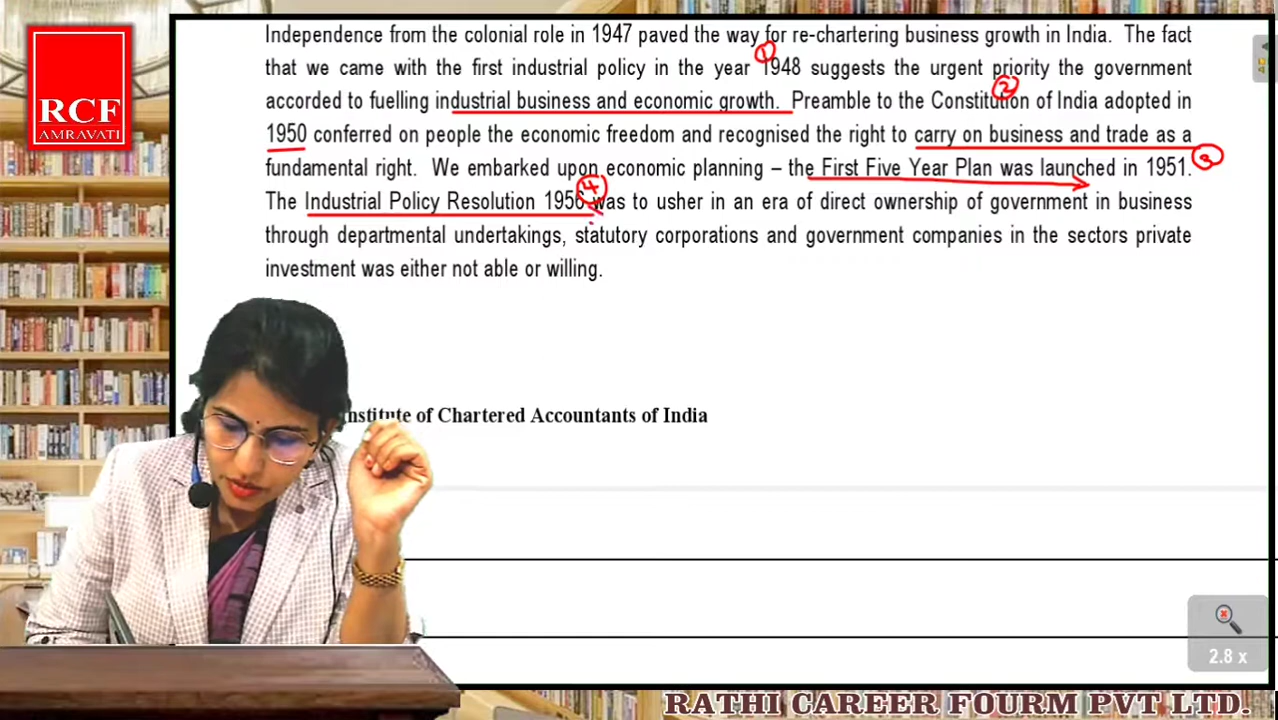 Independence from the colonial role in 1947 paved the way for re-chartering business growth in India. The fact
that we came with the first industrial policy in the year 1948 suggests the urgent priority the government
accorded to fuelling industrial business and economic growth. Preamble to the Constitution of India adopted in
1950 conferred on people the economic freedom and recognised the right to carry on business and trade as a
fundamental right. We embarked upon economic planning – the First Five Year Plan was launched in 1951.
The Industrial Policy Resolution 1956 was to usher in an era of direct ownership of government in business
through departmental undertakings, statutory corporations and government companies in the sectors private
investment was either not able or willing.
1
2
3
4
RCF
AMRAVATI
nstitute of Chartered Accountants of India
2.8 x
RATHI CAREER FOURM PVT LTD.